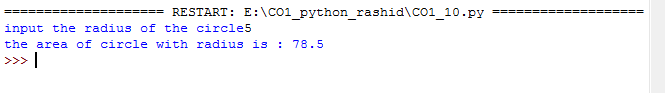 ===================== RESTART: E:\CO1_python_rashid\CO1_10.py ===================
input the radius of the circle5
the area of circle with radius is : 78.5
>>>